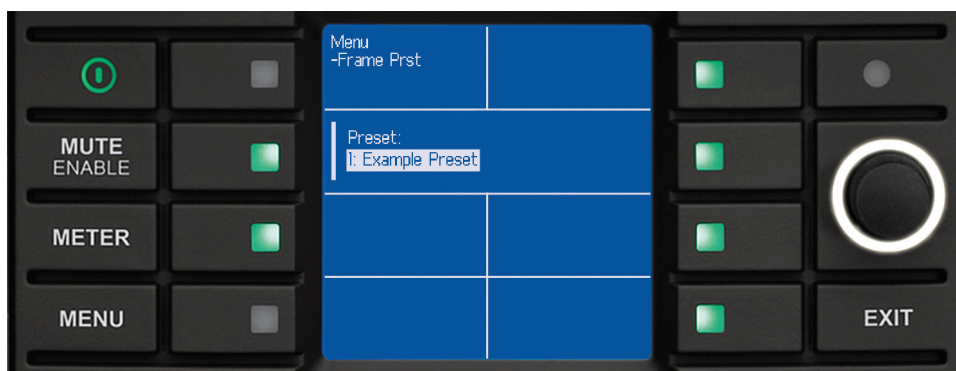 Menu
-Frame Prst
MUTE
ENABLE
Preset:
1: Example Preset
METER
MENU
EXIT